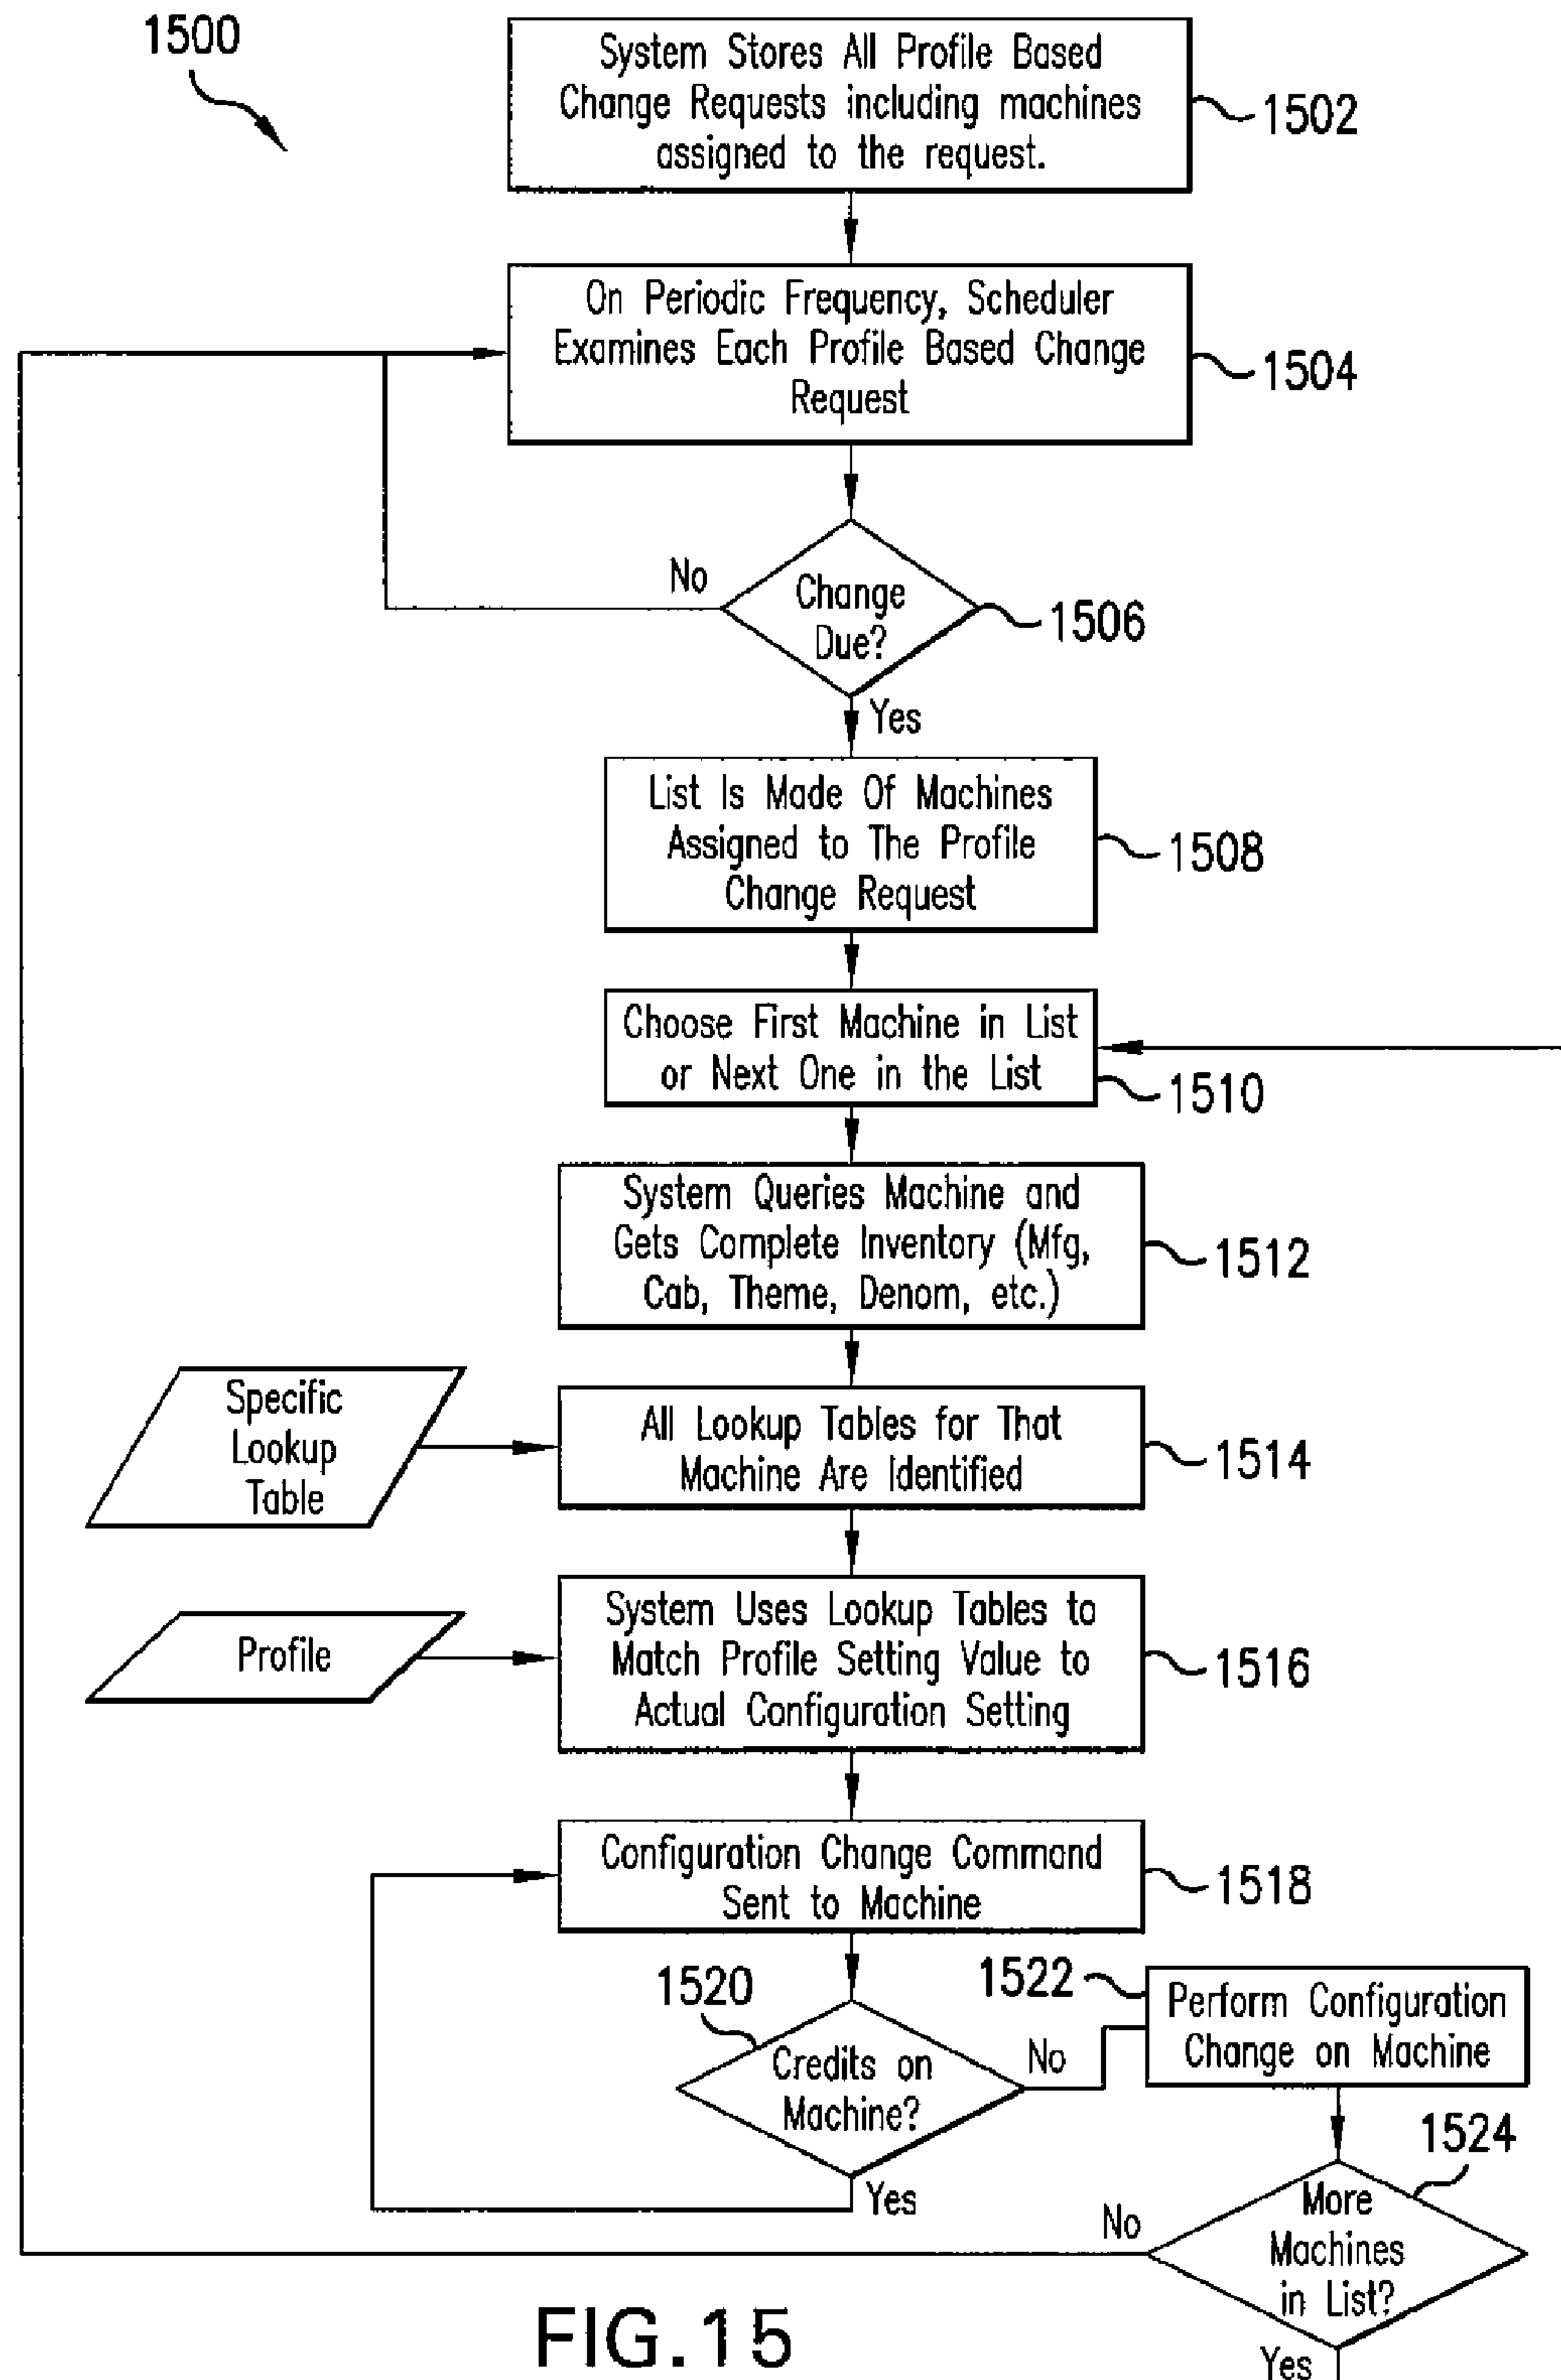 1500
System Stores All Profile Based
Change Requests including machines
assigned to the request.
1502
On Periodic Frequency, Scheduler
Examines Each Profile Based Change
Request
1504
No
Change
Due?
1506
Yes
List Is Made Of Machines
Assigned to The Profile
Change Request
1508
Choose First Machine in List
or Next One in the List
1510
System Queries Machine and
Gets Complete Inventory (Mfg,
Cab, Theme, Denom, etc.)
1512
Specific
Lookup
Table
All Lookup Tables for That
Machine Are Identified
1514
Profile
System Uses Lookup Tables to
Match Profile Setting Value to
Actual Configuration Setting
1516
Configuration Change Command
Sent to Machine
1518
1520
Credits on
Machine?
No
Yes
1522
Perform Configuration
Change on Machine
1524
More
Machines
in List?
No
Yes
FIG.15